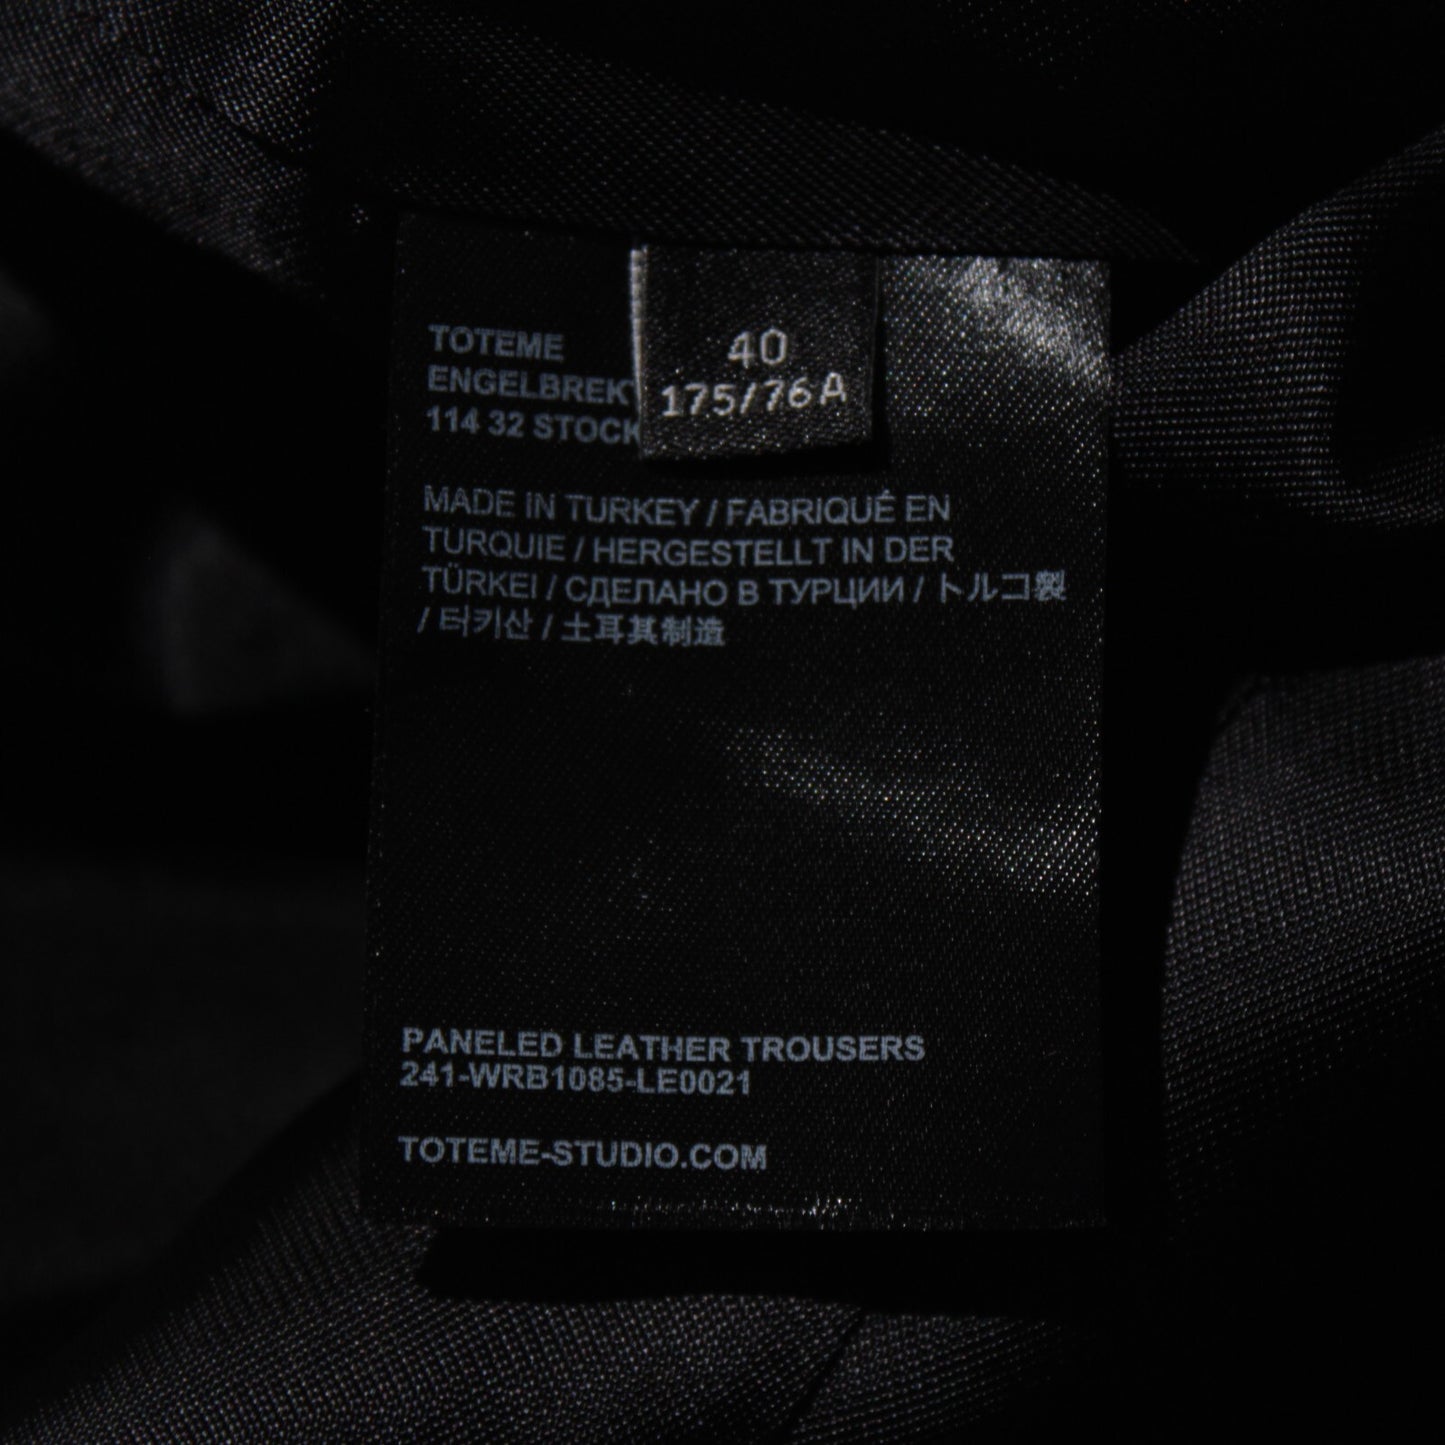 40
175/76A
TOTEME
ENGELBREK
114 32 STOCK
MADE IN TURKEY / FABRIQUÉ EN
TURQUIE / HERGESTELLT IN DER
TÜRKEI / СДЕЛАНО В ТУРЦИИ / トルコ製
/ 터키산 / 土耳其制造
PANELED LEATHER TROUSERS
241-WRB1085-LE0021
TOTEME-STUDIO.COM